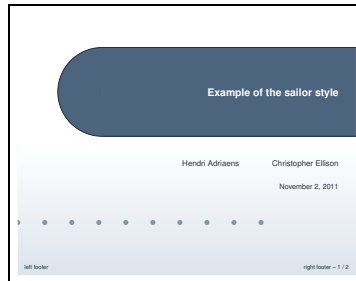 Example of the sailor style
Hendri Adriaens Christopher Ellison
November 2, 2011
left footer right footer – 1 / 2